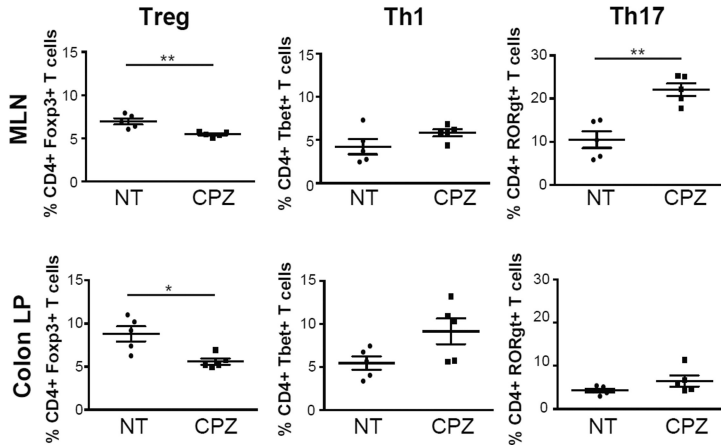 Treg Th1 Th17
MLN
% CD4+ Foxp3+ T cells
15
10
5
0
**
NT CPZ
% CD4+ Tbet+ T cells
15
10
5
0
NT CPZ
% CD4+ RORgt+ T cells
30
20
10
0
**
NT CPZ
Colon LP
% CD4+ Foxp3+ T cells
15
10
5
0
*
NT CPZ
% CD4+ Tbet+ T cells
15
10
5
0
NT CPZ
% CD4+ RORgt+ T cells
30
20
10
0
NT CPZ